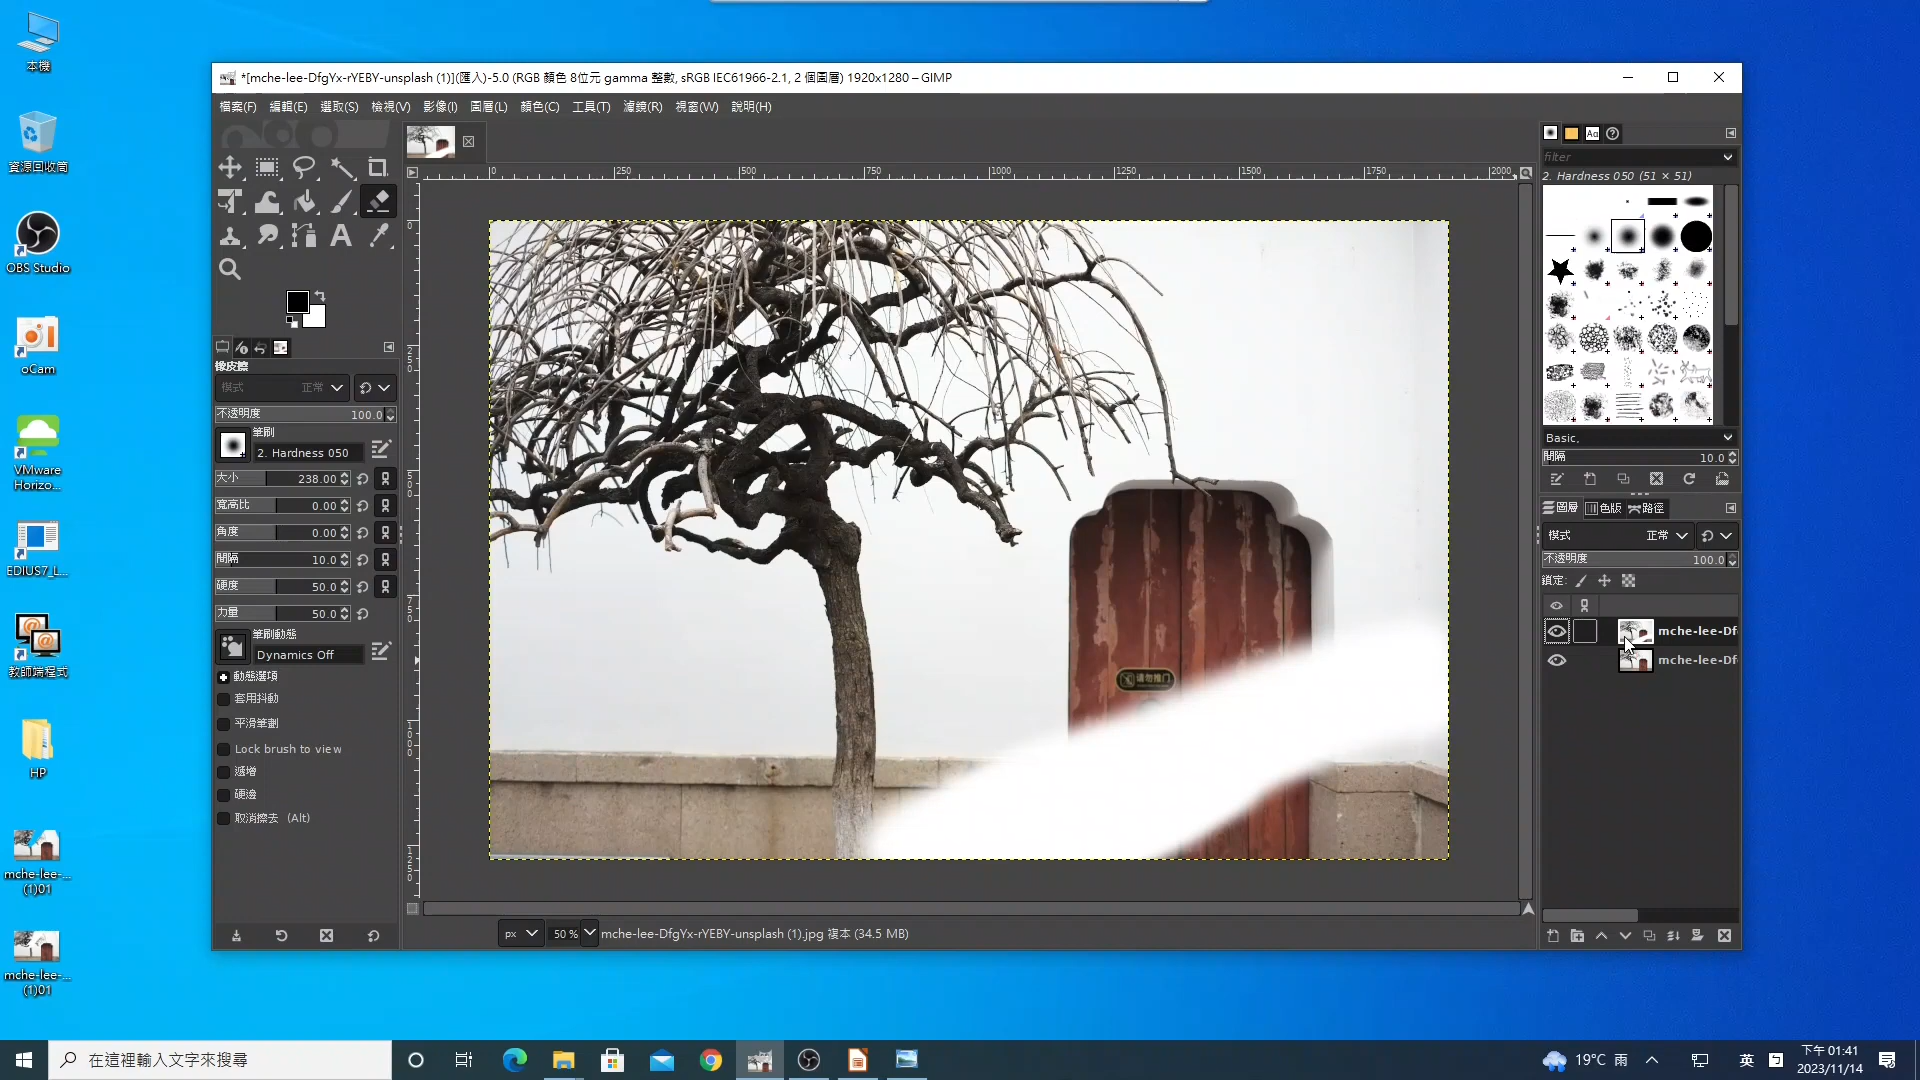 本機
資源回收筒
OBS Studio
oCam
VMware
Horizo...
EDIUS7_L...
教師端程式
HP
mche-lee-...
(1)01
mche-lee-...
(1)01
*[mche-lee-DfgYx-rYEBY-unsplash (1)](匯入)-5.0 (RGB 顏色 8位元 gamma 整數, sRGB IEC61966-2.1, 2 個圖層) 1920x1280 – GIMP
檔案(F) 編輯(E) 選取(S) 檢視(V) 影像(I) 圖層(L) 顏色(C) 工具(T) 濾鏡(R) 視窗(W) 說明(H)
0 250 500 750 1000 1250 1500 1750 2000
0
250
500
750
1000
1250
橡皮擦
模式 正常
不透明度 100.0
筆刷
2. Hardness 050
大小 238.00
寬高比 0.00
角度 0.00
間隔 10.0
硬度 50.0
力量 50.0
筆刷動態
Dynamics Off
動態選項
套用抖動
平滑筆劃
Lock brush to view
遞增
硬邊
取消擦去 (Alt)
请勿推门
px 50 % mche-lee-DfgYx-rYEBY-unsplash (1).jpg 複本 (34.5 MB)
filter
2. Hardness 050 (51 × 51)
Basic,
間隔 10.0
圖層 色版 路徑
模式 正常
不透明度 100.0
鎖定:
mche-lee-Df
mche-lee-Df
在這裡輸入文字來搜尋
19°C 雨
英
下午 01:41
2023/11/14